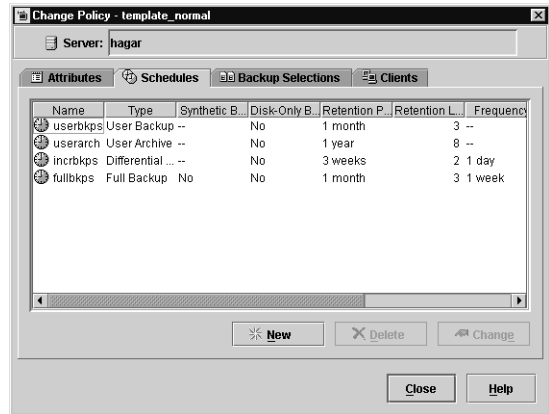 Change Policy - template_normal
Server: hagar
Attributes Schedules Backup Selections Clients
Name Type Synthetic B... Disk-Only B... Retention P... Retention L... Frequency
userbkps User Backup -- No 1 month 3 --
userarch User Archive -- No 1 year 8 --
incrbkps Differential ... -- No 3 weeks 2 1 day
fullbkps Full Backup No No 1 month 3 1 week
New Delete Change
Close Help